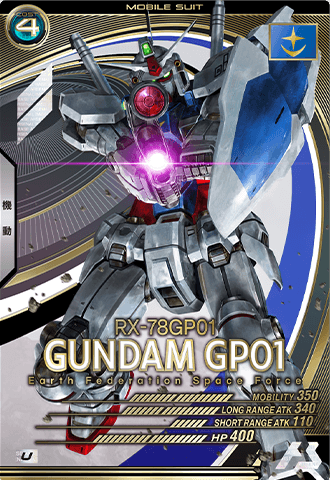 MOBILE SUIT
COST
4
機動
RX-78GP01
GUNDAM GP01
Earth Federation Space Force
MOBILITY 350
LONG RANGE ATK 340
SHORT RANGE ATK 110
HP 400
U